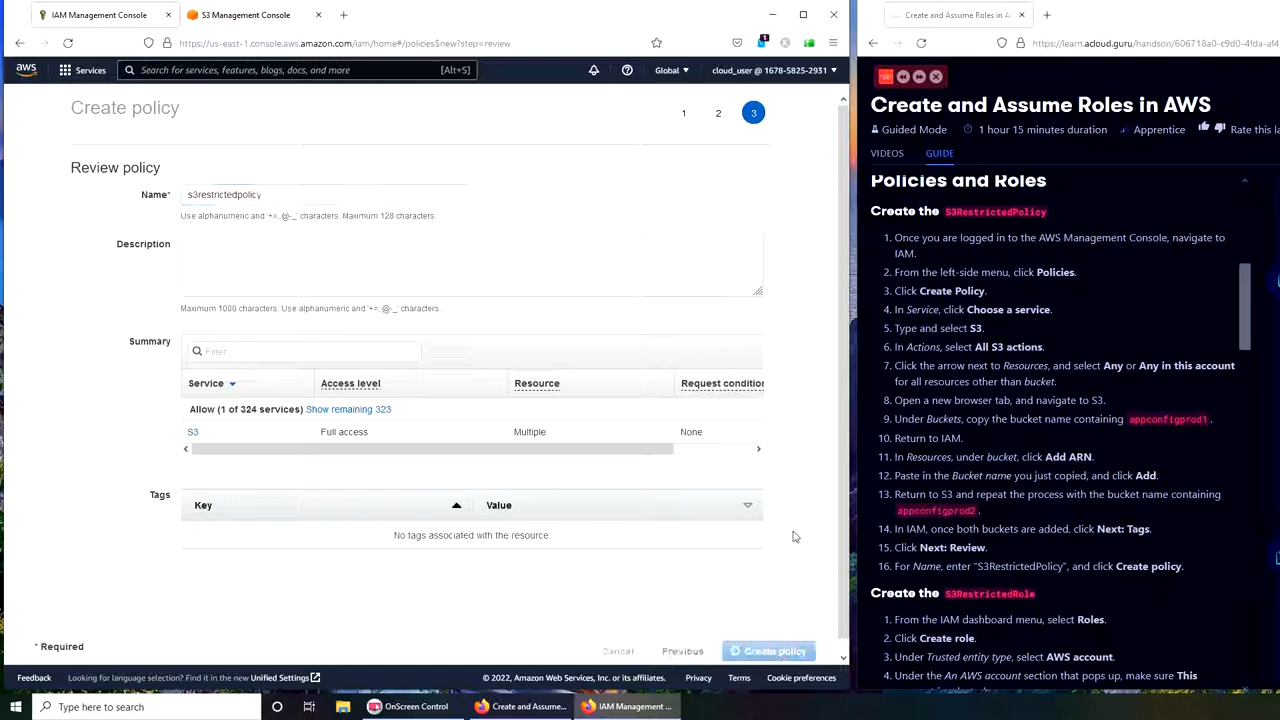 IAM Management Console
S3 Management Console
Create and Assume Roles in A
https://us-east-1.console.aws.amazon.com/iam/home#/policies$new?step=review
1
https://learn.acloud.guru/handson/606718a0-c9d0-4fda-af4
aws
Services
Search for services, features, blogs, docs, and more
[Alt+S]
Global
cloud_user @ 1678-5825-2931
Create policy
1
2
3
Review policy
Name*
s3restrictedpolicy
Use alphanumeric and '+=,.@-_' characters. Maximum 128 characters.
Description
Maximum 1000 characters. Use alphanumeric and '+=,.@-_' characters.
Summary
Filter
Service
Access level
Resource
Request condition
Allow (1 of 324 services) Show remaining 323
S3
Full access
Multiple
None
Tags
Key
Value
No tags associated with the resource.
* Required
Cancel
Previous
Create policy
Feedback
Looking for language selection? Find it in the new Unified Settings
© 2022, Amazon Web Services, Inc. or its affiliates.
Privacy
Terms
Cookie preferences
Create and Assume Roles in AWS
Guided Mode
1 hour 15 minutes duration
Apprentice
Rate this la
VIDEOS
GUIDE
Policies and Roles
Create the S3RestrictedPolicy
1. Once you are logged in to the AWS Management Console, navigate to
IAM.
2. From the left-side menu, click Policies.
3. Click Create Policy.
4. In Service, click Choose a service.
5. Type and select S3.
6. In Actions, select All S3 actions.
7. Click the arrow next to Resources, and select Any or Any in this account
for all resources other than bucket.
8. Open a new browser tab, and navigate to S3.
9. Under Buckets, copy the bucket name containing appconfigprod1.
10. Return to IAM.
11. In Resources, under bucket, click Add ARN.
12. Paste in the Bucket name you just copied, and click Add.
13. Return to S3 and repeat the process with the bucket name containing
appconfigprod2.
14. In IAM, once both buckets are added, click Next: Tags.
15. Click Next: Review.
16. For Name, enter "S3RestrictedPolicy", and click Create policy.
Create the S3RestrictedRole
1. From the IAM dashboard menu, select Roles.
2. Click Create role.
3. Under Trusted entity type, select AWS account.
4. Under the An AWS account section that pops up, make sure This
Type here to search
OnScreen Control
Create and Assume...
IAM Management ...